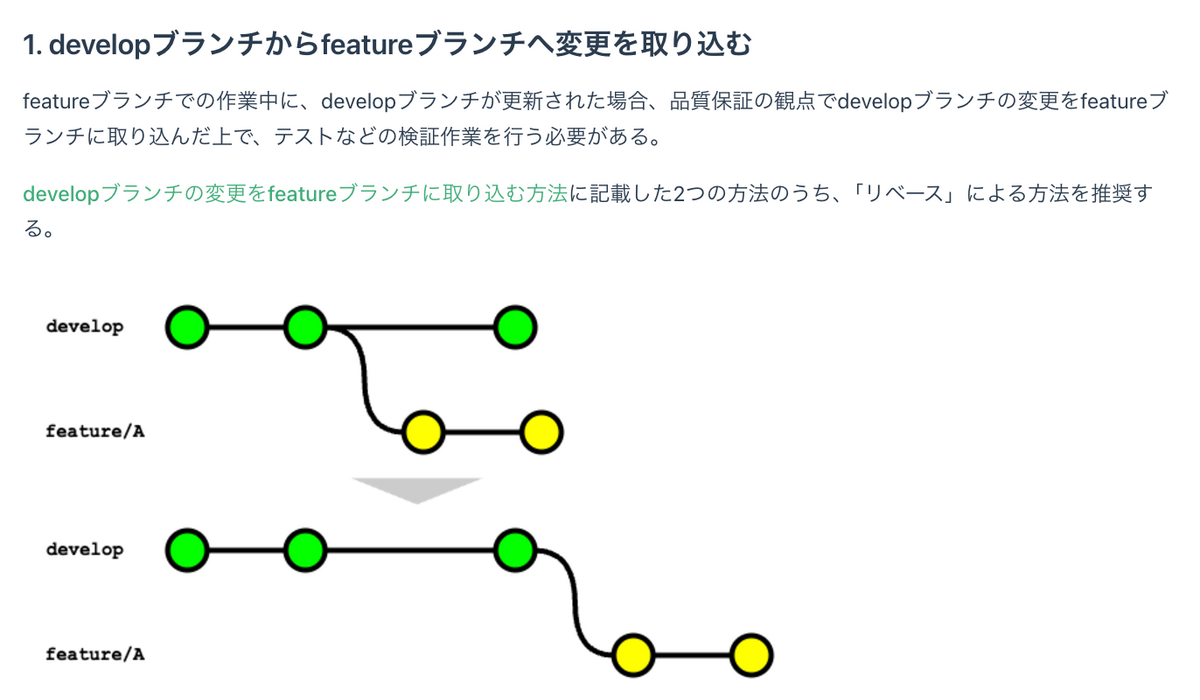 1. developブランチからfeatureブランチへ変更を取り込む
featureブランチでの作業中に、developブランチが更新された場合、品質保証の観点でdevelopブランチの変更をfeatureブ
ランチに取り込んだ上で、テストなどの検証作業を行う必要がある。
developブランチの変更をfeatureブランチに取り込む方法に記載した2つの方法のうち、「リベース」による方法を推奨す
る。
develop
feature/A
develop
feature/A